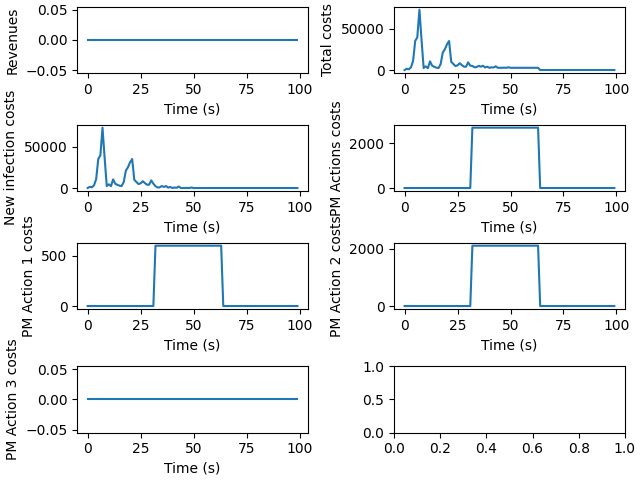 Revenues
0.05
0.00
−0.05
0 25 50 75 100
Time (s)
Total costs
50000
0
0 25 50 75 100
Time (s)
New infection costs
50000
0
0 25 50 75 100
Time (s)
PM Actions costs
2000
0
0 25 50 75 100
Time (s)
PM Action 1 costs
500
0
0 25 50 75 100
Time (s)
PM Action 2 costs
2000
0
0 25 50 75 100
Time (s)
PM Action 3 costs
0.05
0.00
−0.05
0 25 50 75 100
Time (s)
1.0
0.5
0.0
0.0 0.2 0.4 0.6 0.8 1.0